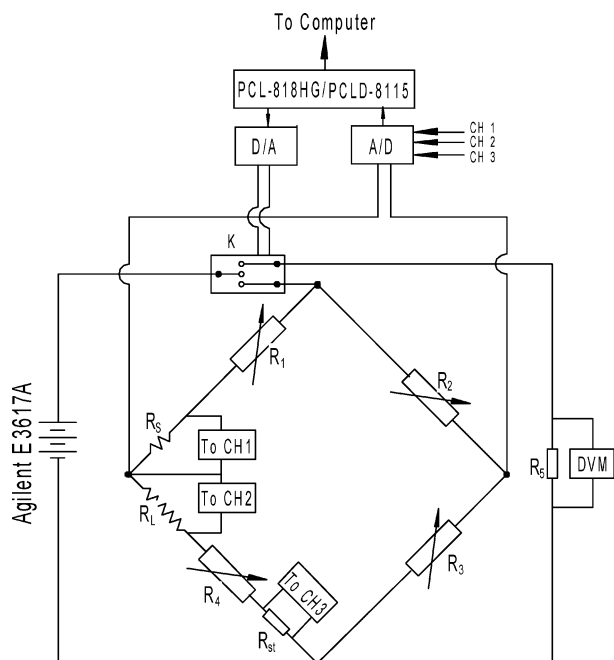 To Computer
PCL-818HG/PCLD-8115
D/A
A/D
CH 1
CH 2
CH 3
K
R1
R2
RS
To CH1
To CH2
RL
Agilent E3617A
R5
DVM
R3
R4
To CH3
Rst